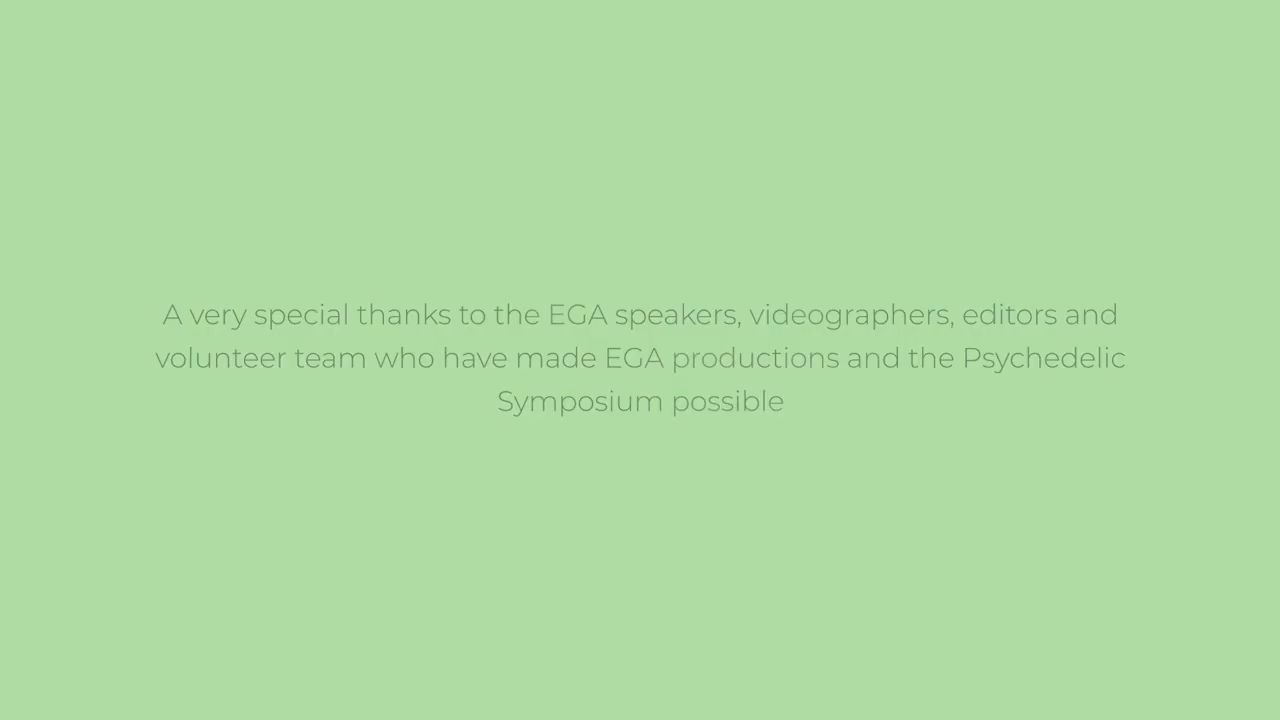 A very special thanks to the EGA speakers, videographers, editors and
volunteer team who have made EGA productions and the Psychedelic
Symposium possible